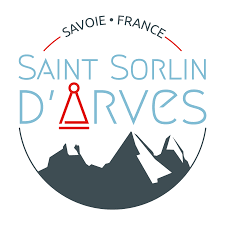 SAVOIE • FRANCE
SAINT SORLIN
D'ARVES